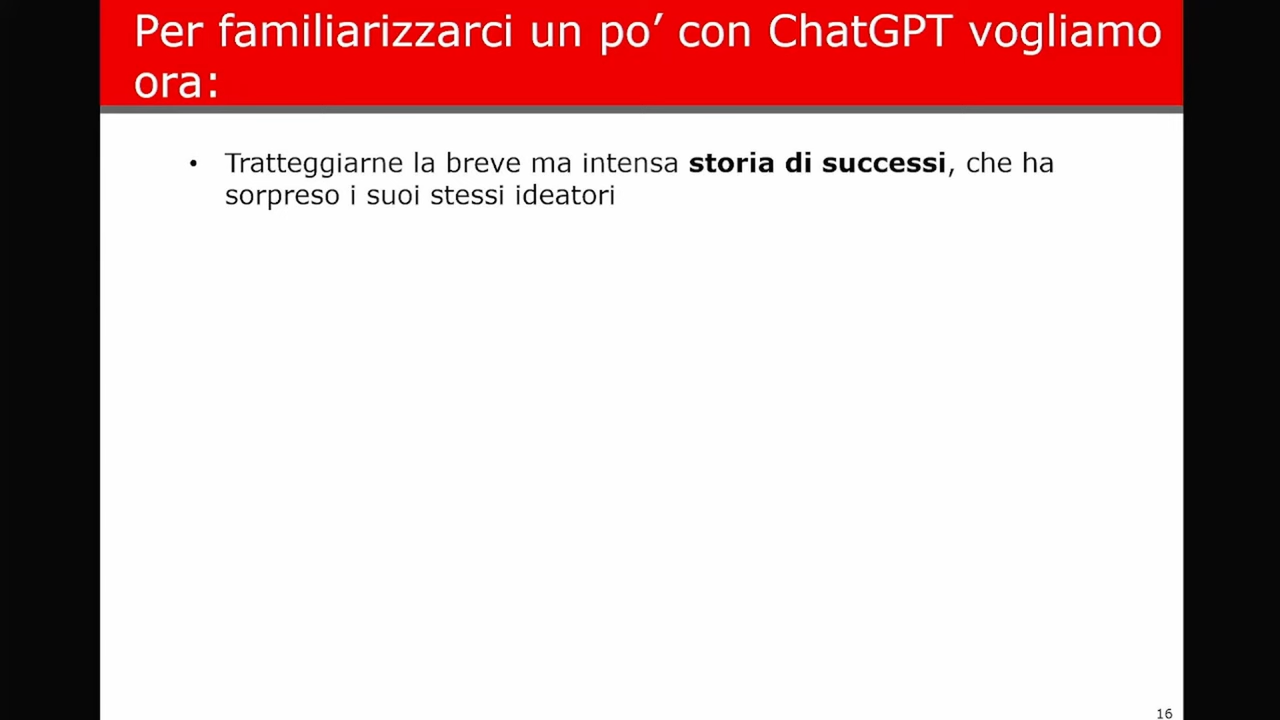 Per familiarizzarci un po’ con ChatGPT vogliamo
ora:
• Tratteggiarne la breve ma intensa storia di successi, che ha
sorpreso i suoi stessi ideatori
16